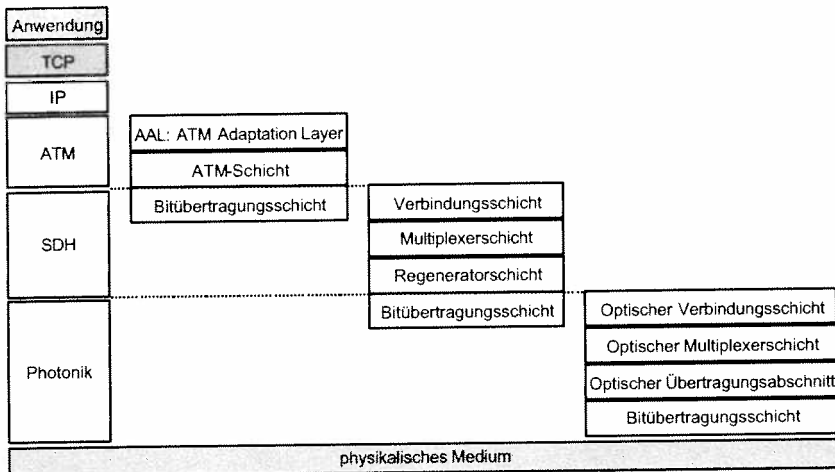 Anwendung
TCP
IP
ATM
AAL: ATM Adaptation Layer
ATM-Schicht
SDH
Bitübertragungsschicht
Verbindungsschicht
Multiplexerschicht
Regeneratorschicht
Bitübertragungsschicht
Photonik
Optischer Verbindungsschicht
Optischer Multiplexerschicht
Optischer Übertragungsabschnitt
Bitübertragungsschicht
physikalisches Medium